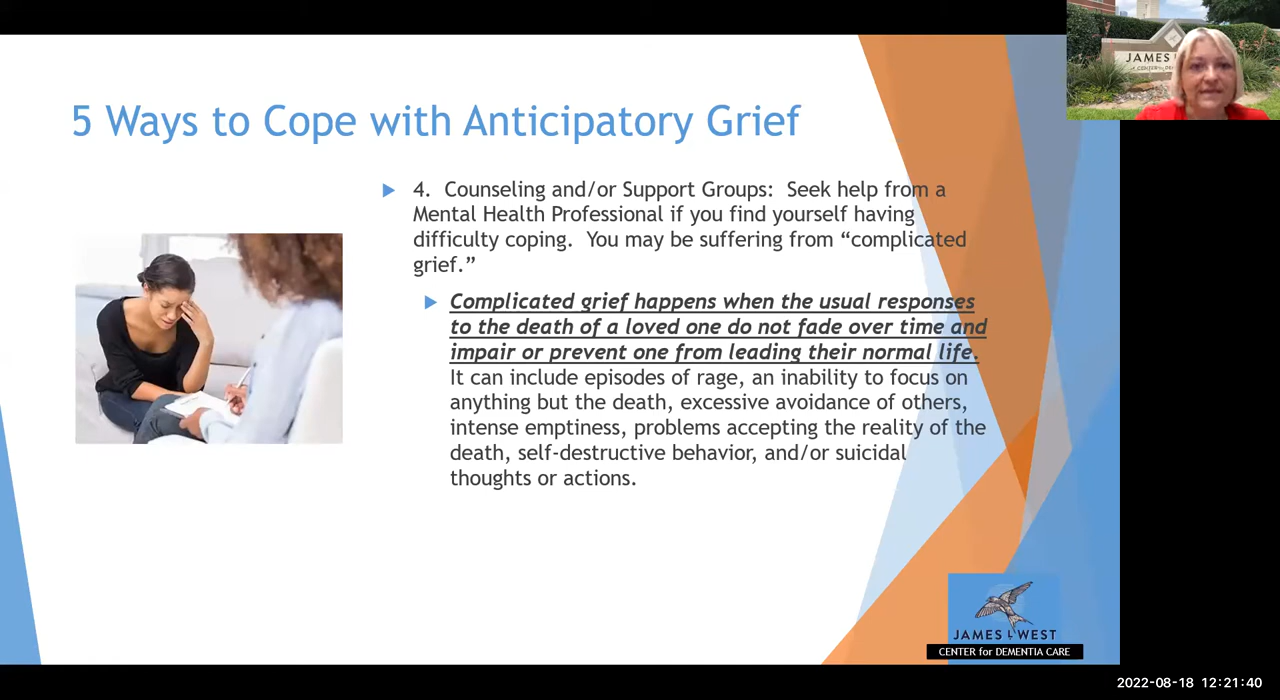 5 Ways to Cope with Anticipatory Grief
4. Counseling and/or Support Groups: Seek help from a
Mental Health Professional if you find yourself having
difficulty coping. You may be suffering from “complicated
grief.”
Complicated grief happens when the usual responses
to the death of a loved one do not fade over time and
impair or prevent one from leading their normal life.
It can include episodes of rage, an inability to focus on
anything but the death, excessive avoidance of others,
intense emptiness, problems accepting the reality of the
death, self-destructive behavior, and/or suicidal
thoughts or actions.
JAMES L WEST
CENTER for DEMENTIA CARE
JAMES
2022-08-18 12:21:40